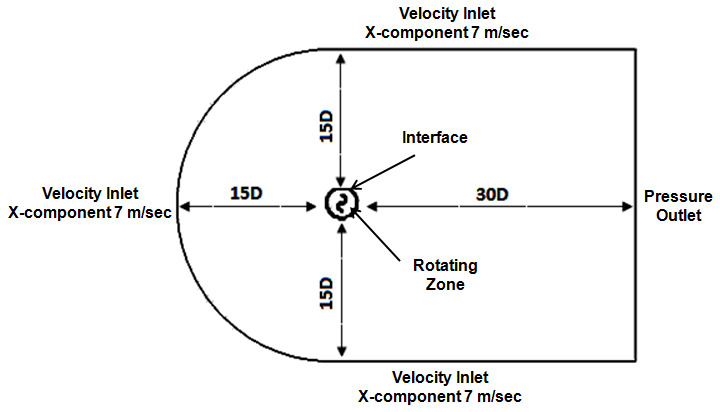 Velocity Inlet
X-component 7 m/sec
15D
Interface
Velocity Inlet
X-component 7 m/sec
15D
30D
Pressure
Outlet
Rotating
Zone
15D
Velocity Inlet
X-component 7 m/sec